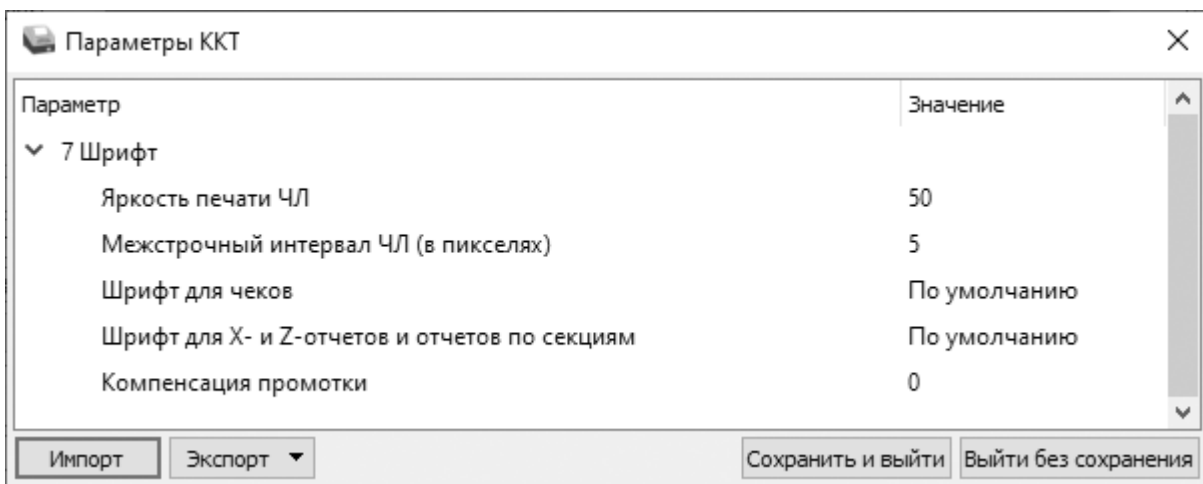 Параметры ККТ
Параметр Значение
7 Шрифт
Яркость печати ЧЛ 50
Межстрочный интервал ЧЛ (в пикселях) 5
Шрифт для чеков По умолчанию
Шрифт для X- и Z-отчетов и отчетов по секциям По умолчанию
Компенсация промотки 0
Импорт Экспорт Сохранить и выйти Выйти без сохранения